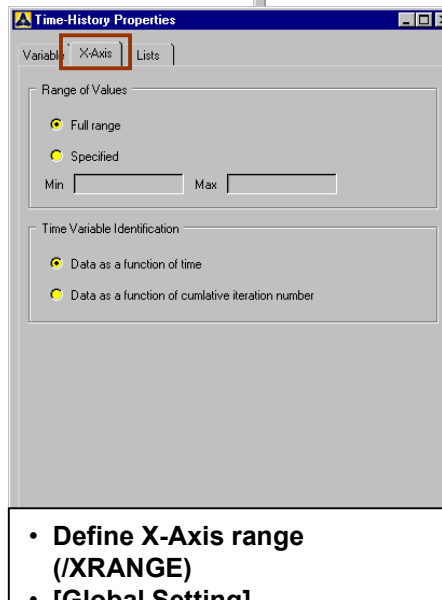 Time-History Properties
Variable X-Axis Lists
Range of Values
Full range
Specified
Min Max
Time Variable Identification
Data as a function of time
Data as a function of cumlative iteration number
• Define X-Axis range
(/XRANGE)
• [Global Setting]